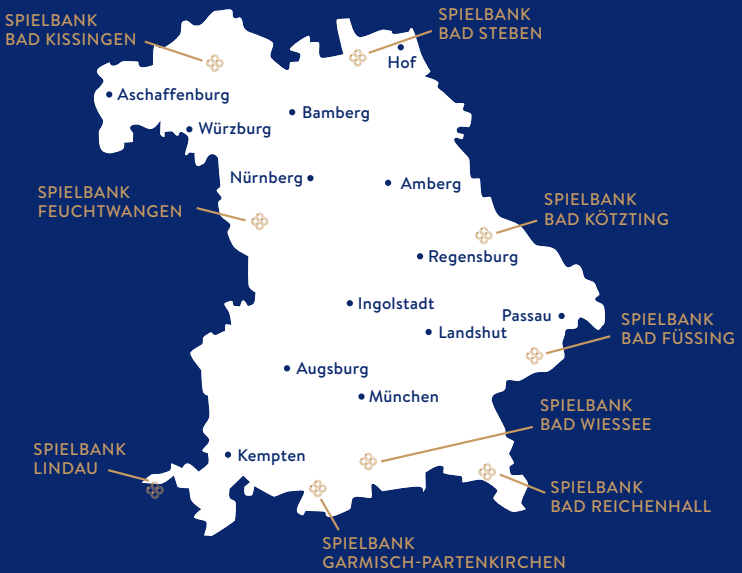 SPIELBANK
BAD KISSINGEN
SPIELBANK
BAD STEBEN
Hof
Aschaffenburg
Bamberg
Würzburg
Nürnberg
Amberg
SPIELBANK
FEUCHTWANGEN
SPIELBANK
BAD KÖTZTING
Regensburg
Ingolstadt
Passau
Landshut
SPIELBANK
BAD FÜSSING
Augsburg
München
SPIELBANK
BAD WIESSEE
SPIELBANK
LINDAU
Kempten
SPIELBANK
BAD REICHENHALL
SPIELBANK
GARMISCH-PARTENKIRCHEN